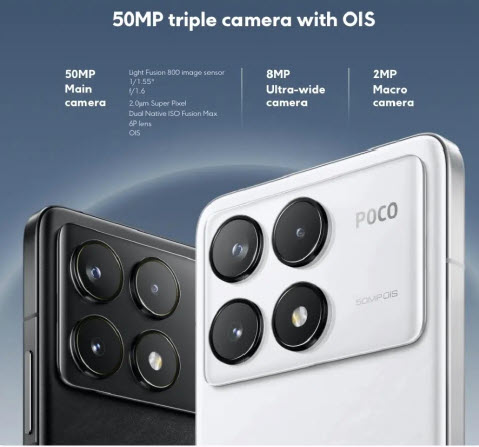 50MP triple camera with OIS
50MP
Main
camera
Light Fusion 800 image sensor
1/1.55"
f/1.6
2.0μm Super Pixel
Dual Native ISO Fusion Max
6P lens
OIS
8MP
Ultra-wide
camera
2MP
Macro
camera
POCO
50MPOIS